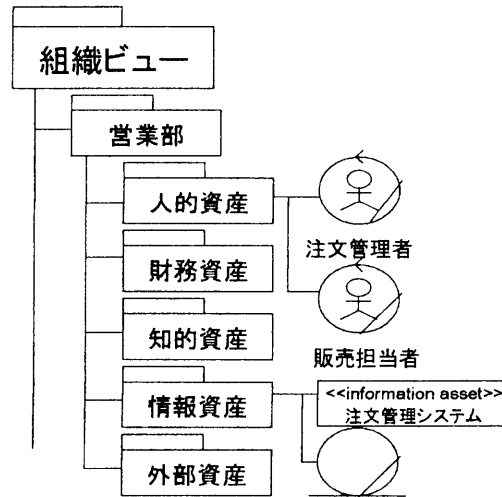 組織ビュー
営業部
人的資産
注文管理者
財務資産
知的資産
販売担当者
情報資産
<<information asset>>
注文管理システム
外部資産